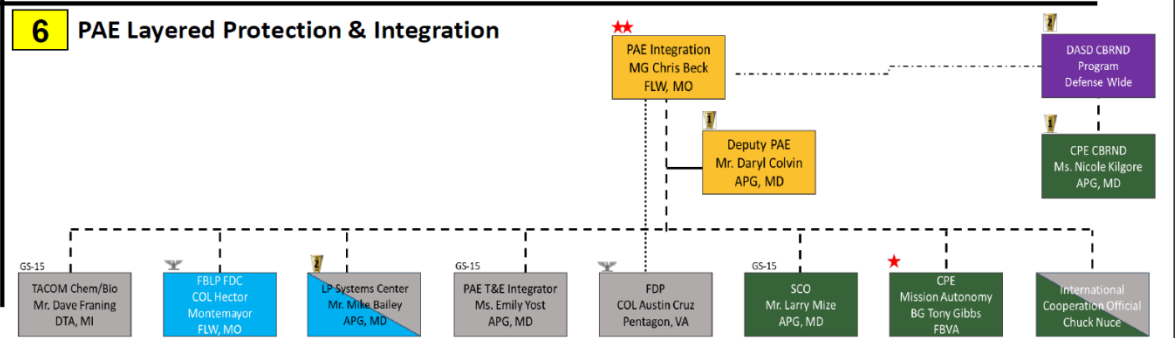 6
PAE Layered Protection & Integration
PAE Integration
MG Chris Beck
FLW, MO
2
DASD CBRND
Program
Defense Wide
1
Deputy PAE
Mr. Daryl Colvin
APG, MD
1
CPE CBRND
Ms. Nicole Kilgore
APG, MD
GS-15
TACOM Chem/Bio
Mr. Dave Franing
DTA, MI
FBLP FDC
COL Hector
Montemayor
FLW, MO
2
LP Systems Center
Mr. Mike Bailey
APG, MD
GS-15
PAE T&E Integrator
Ms. Emily Yost
APG, MD
FDP
COL Austin Cruz
Pentagon, VA
GS-15
SCO
Mr. Larry Mize
APG, MD
CPE
Mission Autonomy
BG Tony Gibbs
FBVA
International
Cooperation Official
Chuck Nuce